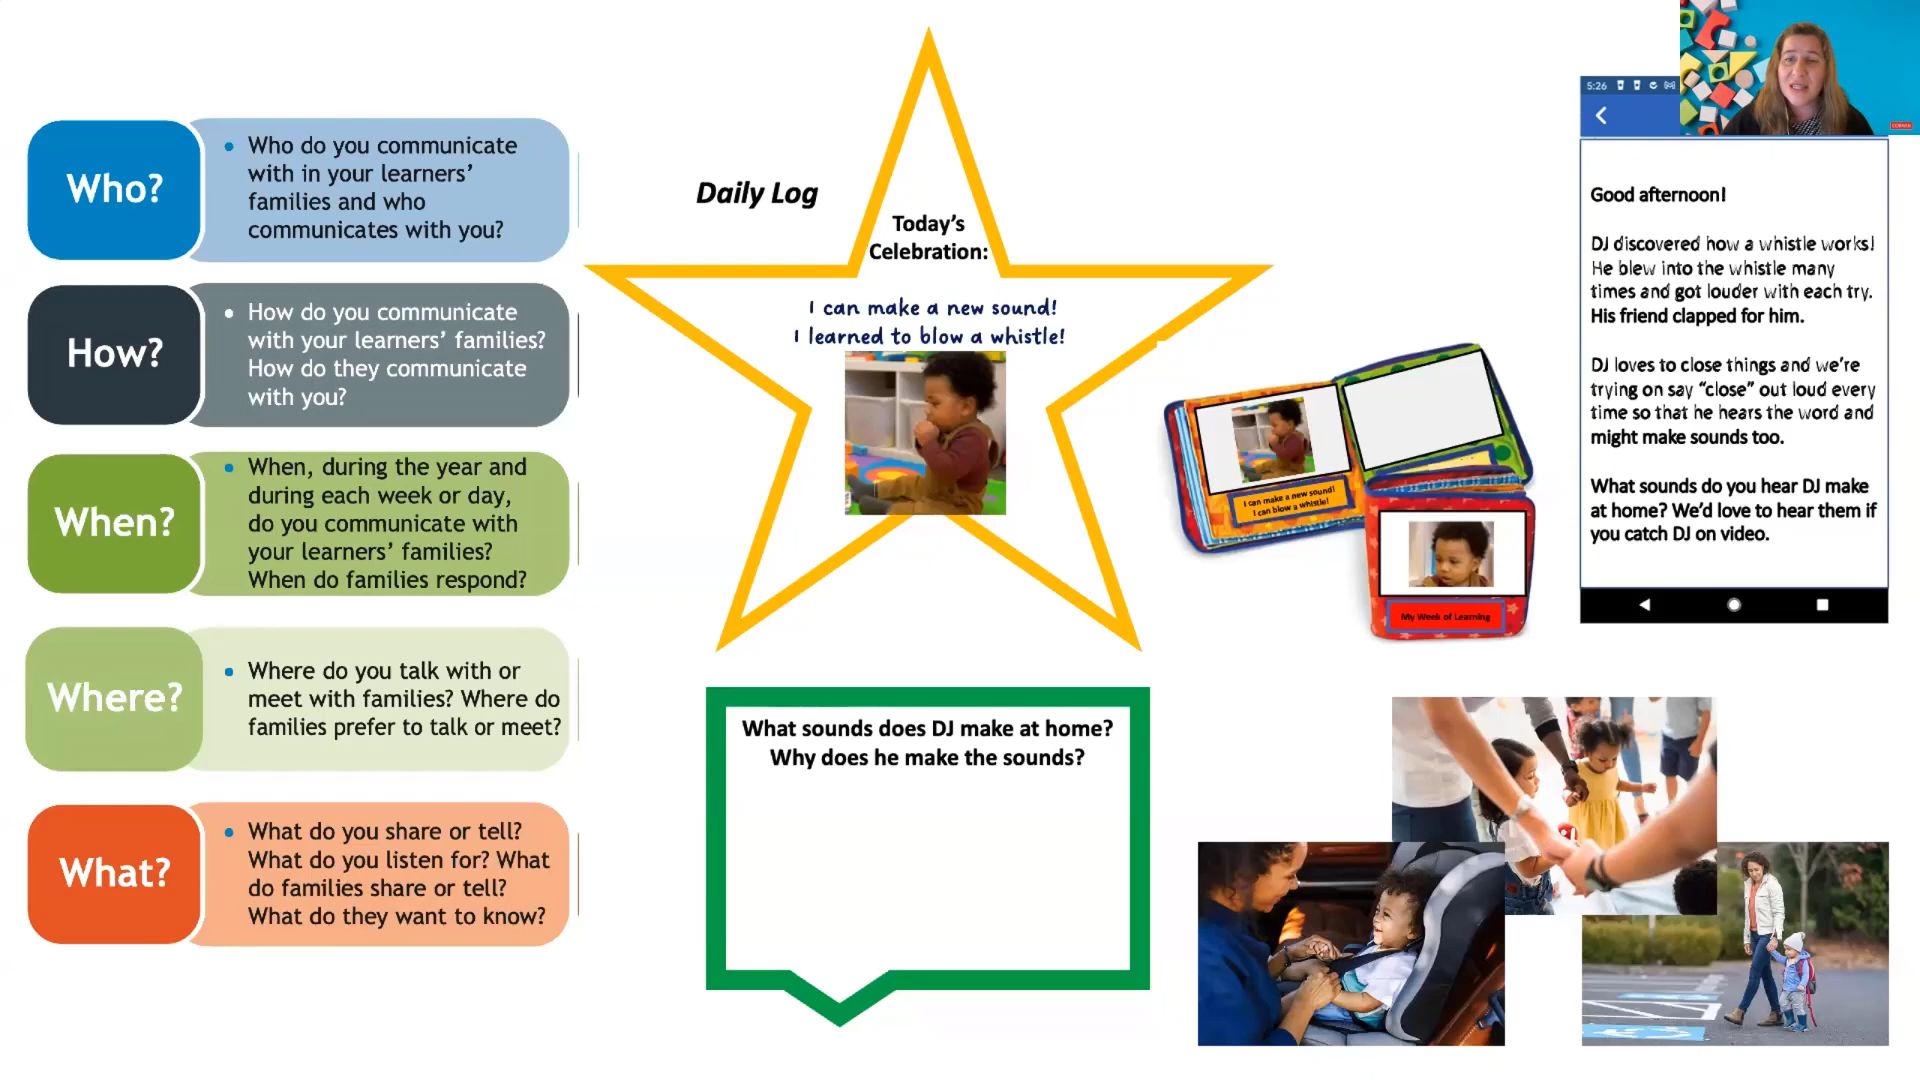 Who?
• Who do you communicate
with in your learners'
families and who
communicates with you?
How?
• How do you communicate
with your learners' families?
How do they communicate
with you?
When?
• When, during the year and
during each week or day,
do you communicate with
your learners' families?
When do families respond?
Where?
• Where do you talk with or
meet with families? Where do
families prefer to talk or meet?
What?
• What do you share or tell?
What do you listen for? What
do families share or tell?
What do they want to know?
Daily Log
Today's
Celebration:
I can make a new sound!
I learned to blow a whistle!
What sounds does DJ make at home?
Why does he make the sounds?
I can make a new sound!
I can blow a whistle!
My Week of Learning
5:26
Good afternoon!
DJ discovered how a whistle works!
He blew into the whistle many
times and got louder with each try.
His friend clapped for him.
DJ loves to close things and we're
trying on say "close" out loud every
time so that he hears the word and
might make sounds too.
What sounds do you hear DJ make
at home? We'd love to hear them if
you catch DJ on video.